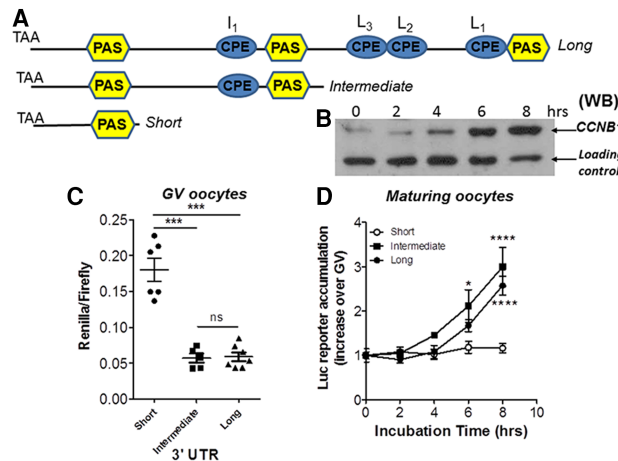 A
I1 L3 L2 L1
TAA PAS CPE PAS CPE CPE CPE PAS Long
TAA PAS CPE PAS Intermediate
TAA PAS Short
B
(WB)
0 2 4 6 8 hrs
CCNB1
Loading
control
C
GV oocytes
***
***
ns
Renilla/Firefly
0.25
0.20
0.15
0.10
0.05
0.00
Short Intermediate Long
3' UTR
D
Maturing oocytes
Short
Intermediate
Long
*
****
****
Luc reporter accumulation
(increase over GV)
4
3
2
1
0
0 2 4 6 8 10
Incubation Time (hrs)